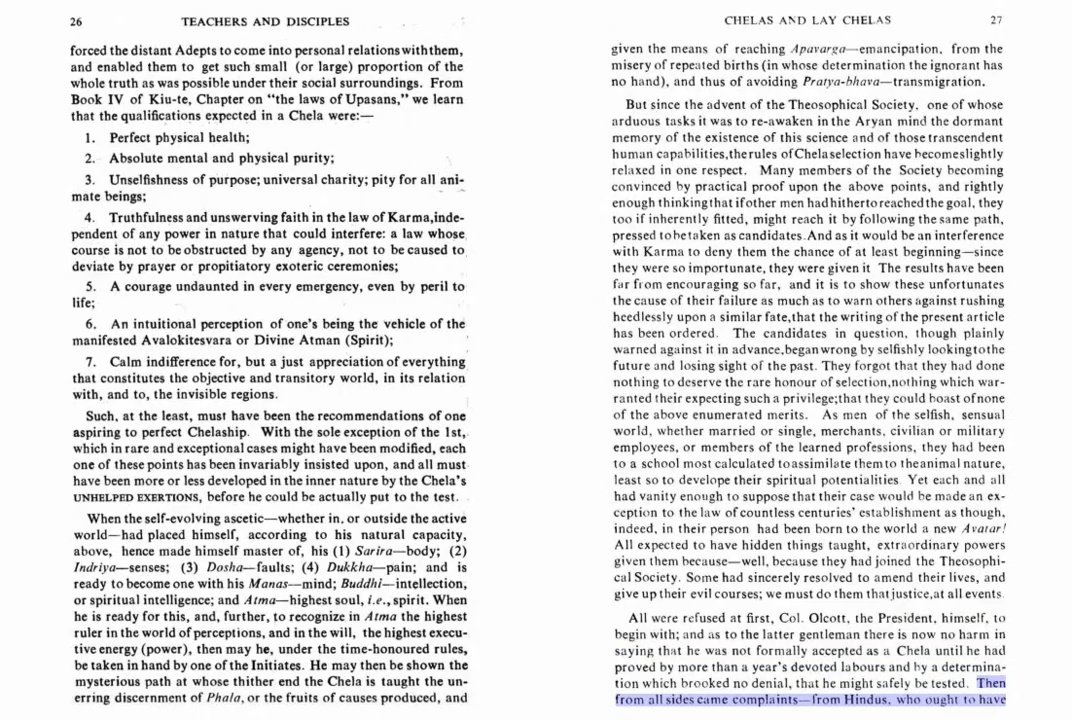 26 TEACHERS AND DISCIPLES
forced the distant Adepts to come into personal relations with them,
and enabled them to get such small (or large) proportion of the
whole truth as was possible under their social surroundings. From
Book IV of Kiu-te, Chapter on "the laws of Upasans," we learn
that the qualifications expected in a Chela were:—
1. Perfect physical health;
2. Absolute mental and physical purity;
3. Unselfishness of purpose; universal charity; pity for all ani-
mate beings;
4. Truthfulness and unswerving faith in the law of Karma, inde-
pendent of any power in nature that could interfere: a law whose
course is not to be obstructed by any agency, not to be caused to
deviate by prayer or propitiatory exoteric ceremonies;
5. A courage undaunted in every emergency, even by peril to
life;
6. An intuitional perception of one's being the vehicle of the
manifested Avalokitesvara or Divine Atman (Spirit);
7. Calm indifference for, but a just appreciation of everything
that constitutes the objective and transitory world, in its relation
with, and to, the invisible regions.
Such, at the least, must have been the recommendations of one
aspiring to perfect Chelaship. With the sole exception of the 1st,
which in rare and exceptional cases might have been modified, each
one of these points has been invariably insisted upon, and all must
have been more or less developed in the inner nature by the Chela's
UNHELPED EXERTIONS, before he could be actually put to the test.
When the self-evolving ascetic—whether in, or outside the active
world—had placed himself, according to his natural capacity,
above, hence made himself master of, his (1) Sarira—body; (2)
Indriya—senses; (3) Dosha—faults; (4) Dukkha—pain; and is
ready to become one with his Manas—mind; Buddhi—intellection,
or spiritual intelligence; and Atma—highest soul, i.e., spirit. When
he is ready for this, and, further, to recognize in Atma the highest
ruler in the world of perceptions, and in the will, the highest execu-
tive energy (power), then may he, under the time-honoured rules,
be taken in hand by one of the Initiates. He may then be shown the
mysterious path at whose thither end the Chela is taught the un-
erring discernment of Phala, or the fruits of causes produced, and
CHELAS AND LAY CHELAS 27
given the means of reaching Apavarga—emancipation, from the
misery of repeated births (in whose determination the ignorant has
no hand), and thus of avoiding Pratya-bhava—transmigration.
But since the advent of the Theosophical Society, one of whose
arduous tasks it was to re-awaken in the Aryan mind the dormant
memory of the existence of this science and of those transcendent
human capabilities, the rules of Chela selection have become slightly
relaxed in one respect. Many members of the Society becoming
convinced by practical proof upon the above points, and rightly
enough thinking that if other men had hitherto reached the goal, they
too if inherently fitted, might reach it by following the same path,
pressed to be taken as candidates. And as it would be an interference
with Karma to deny them the chance of at least beginning—since
they were so importunate, they were given it The results have been
far from encouraging so far, and it is to show these unfortunates
the cause of their failure as much as to warn others against rushing
heedlessly upon a similar fate, that the writing of the present article
has been ordered. The candidates in question, though plainly
warned against it in advance, began wrong by selfishly looking to the
future and losing sight of the past. They forgot that they had done
nothing to deserve the rare honour of selection, nothing which war-
ranted their expecting such a privilege; that they could boast of none
of the above enumerated merits. As men of the selfish, sensual
world, whether married or single, merchants, civilian or military
employees, or members of the learned professions, they had been
to a school most calculated to assimilate them to the animal nature,
least so to develope their spiritual potentialities Yet each and all
had vanity enough to suppose that their case would be made an ex-
ception to the law of countless centuries' establishment as though,
indeed, in their person had been born to the world a new Avatar!
All expected to have hidden things taught, extraordinary powers
given them because—well, because they had joined the Theosophi-
cal Society. Some had sincerely resolved to amend their lives, and
give up their evil courses; we must do them that justice, at all events
All were refused at first, Col. Olcott, the President, himself, to
begin with; and as to the latter gentleman there is now no harm in
saying that he was not formally accepted as a Chela until he had
proved by more than a year's devoted labours and by a determina-
tion which brooked no denial, that he might safely be tested. Then
from all sides came complaints—from Hindus, who ought to have